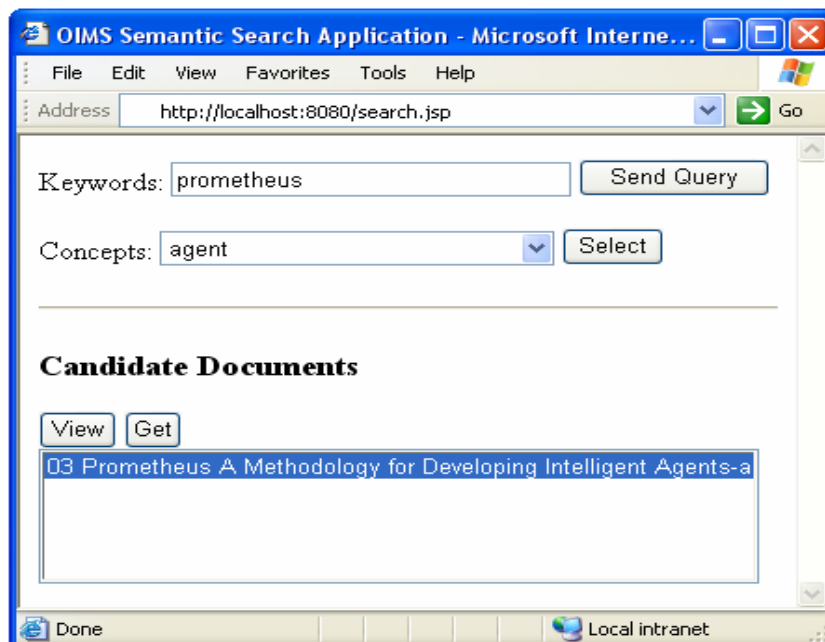 OIMS Semantic Search Application - Microsoft Interne...
File Edit View Favorites Tools Help
Address http://localhost:8080/search.jsp Go
Keywords: prometheus Send Query
Concepts: agent Select
Candidate Documents
View Get
03 Prometheus A Methodology for Developing Intelligent Agents-a
Done Local intranet